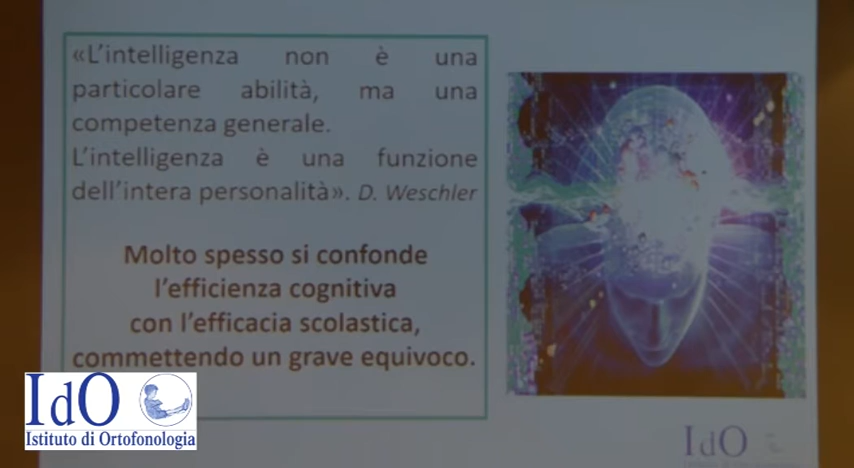 «L'intelligenza non è una
particolare abilità, ma una
competenza generale.
L'intelligenza è una funzione
dell'intera personalità». D. Weschler
Molto spesso si confonde
l'efficienza cognitiva
con l'efficacia scolastica,
commettendo un grave equivoco.
IdO
Istituto di Ortofonologia
IdO